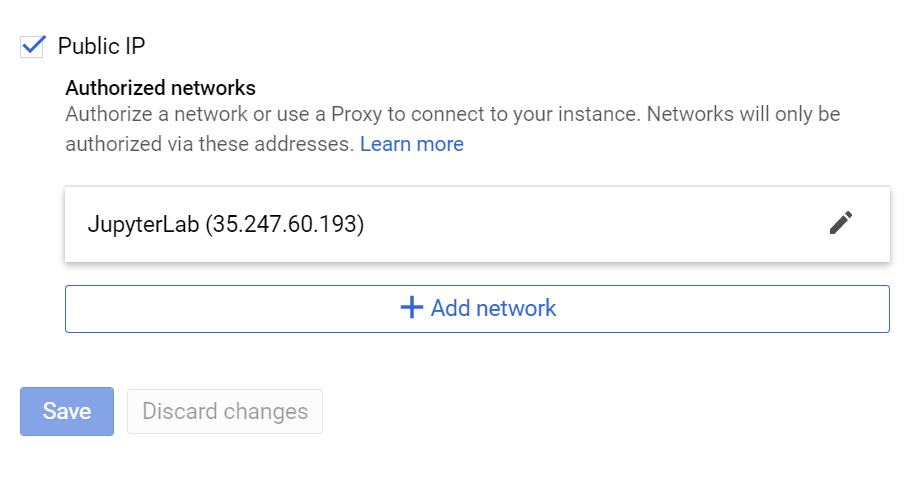 Public IP
Authorized networks
Authorize a network or use a Proxy to connect to your instance. Networks will only be
authorized via these addresses. Learn more
JupyterLab (35.247.60.193)
+ Add network
Save Discard changes